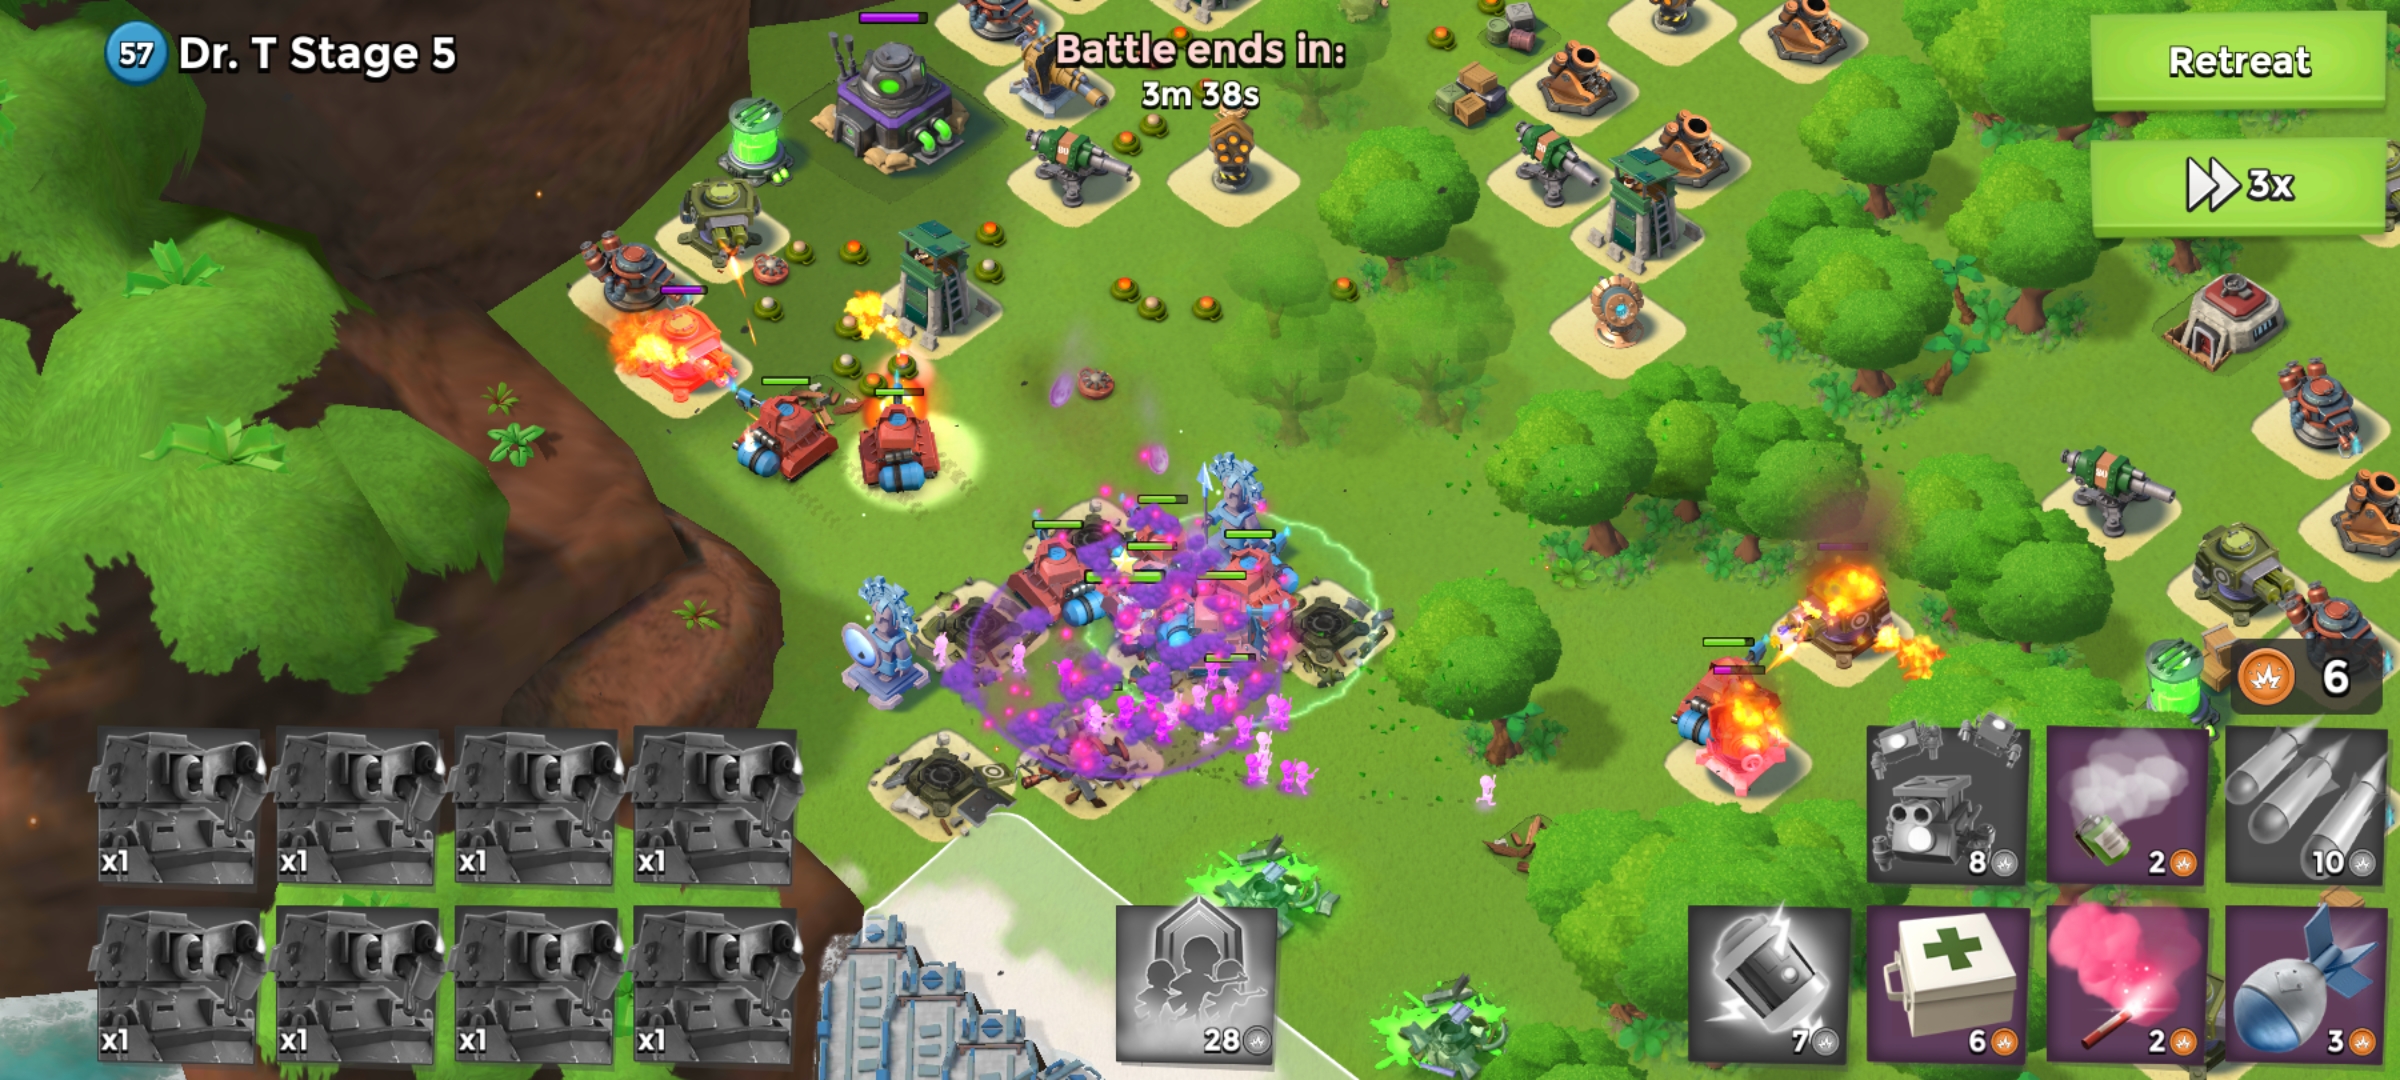 57 Dr. T Stage 5
Battle ends in:
3m 38s
Retreat
3x
6
x1 x1 x1 x1
8 2 10
x1 x1 x1 x1
28 7 6 2 3